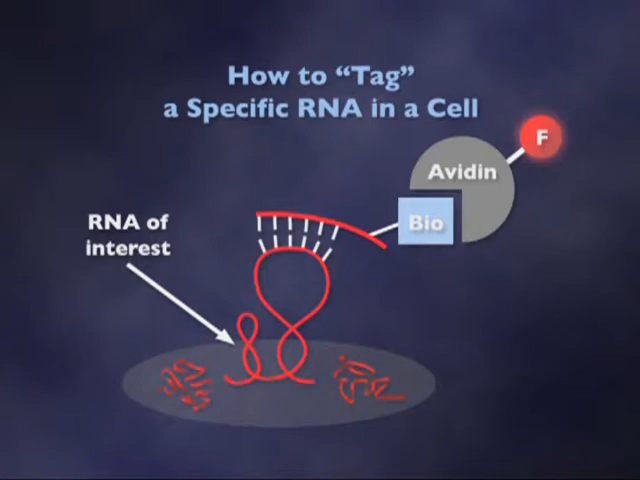 How to “Tag”
a Specific RNA in a Cell
F
Avidin
Bio
RNA of
interest